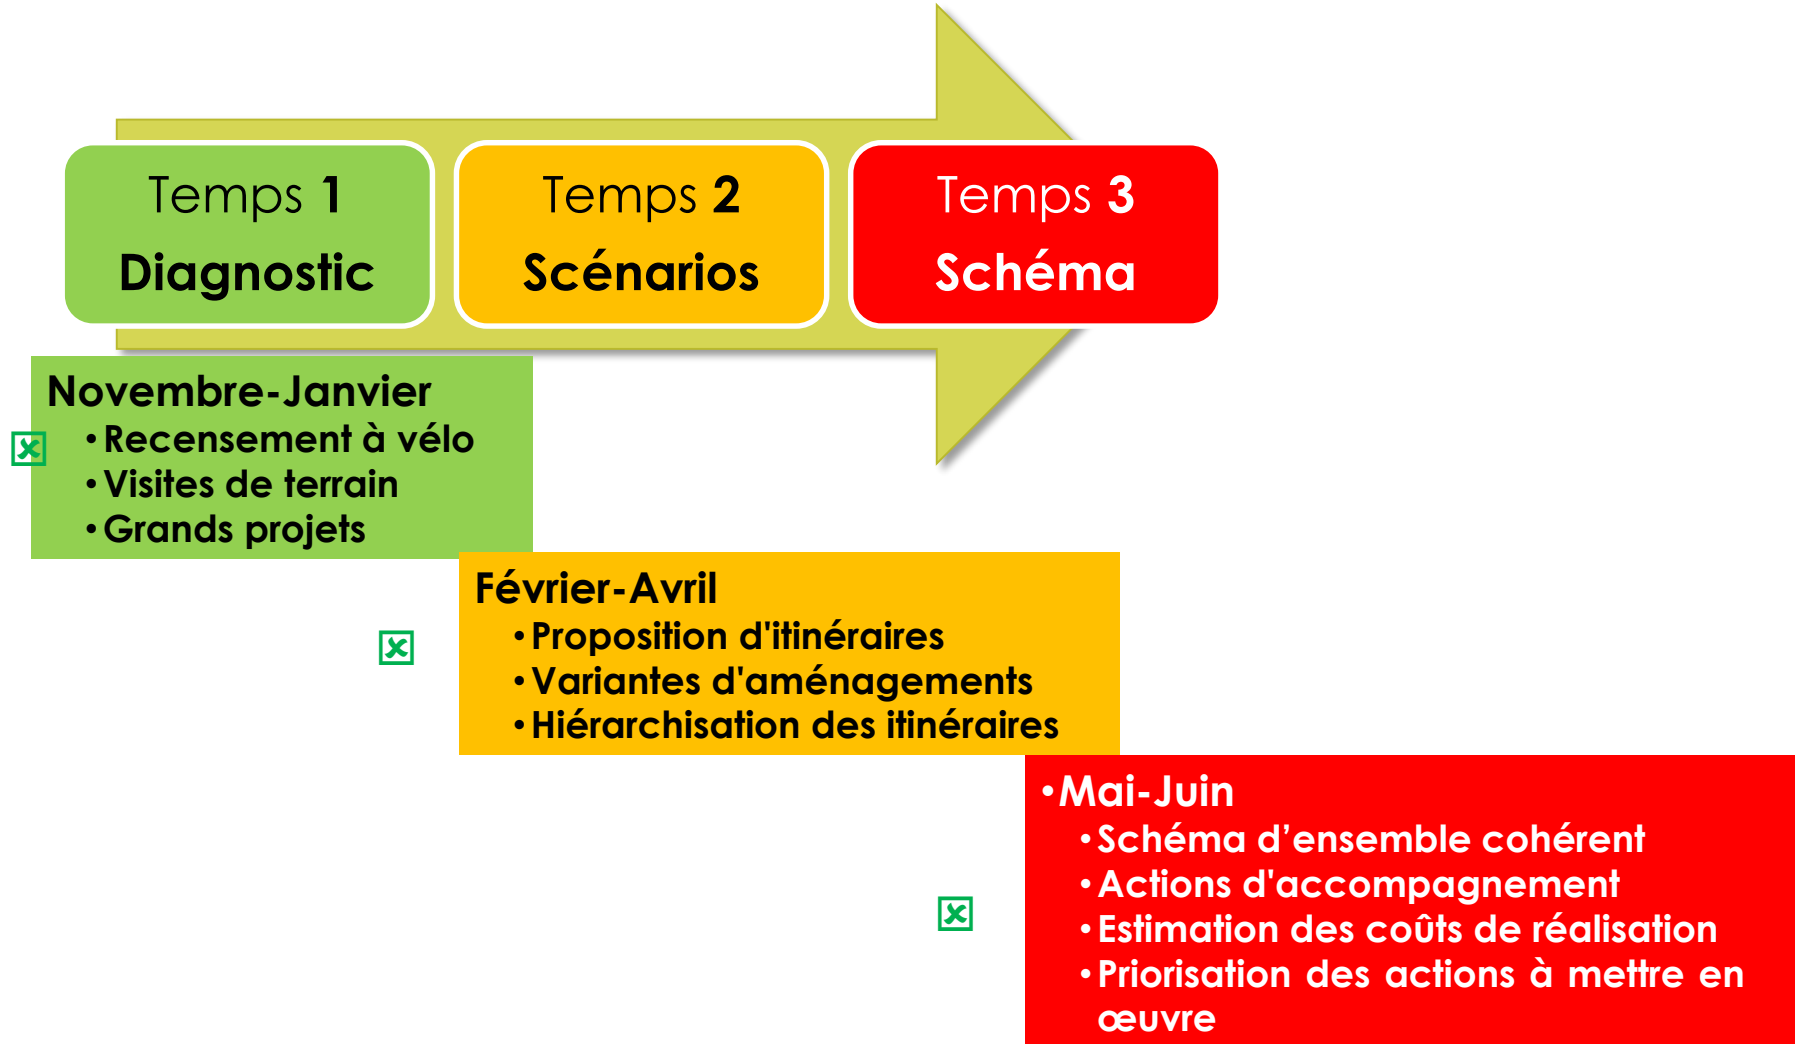 Temps 1
Diagnostic
Temps 2
Scénarios
Temps 3
Schéma
Novembre-Janvier
• Recensement à vélo
• Visites de terrain
• Grands projets
Février-Avril
• Proposition d'itinéraires
• Variantes d'aménagements
• Hiérarchisation des itinéraires
• Mai-Juin
• Schéma d’ensemble cohérent
• Actions d'accompagnement
• Estimation des coûts de réalisation
• Priorisation des actions à mettre en
œuvre